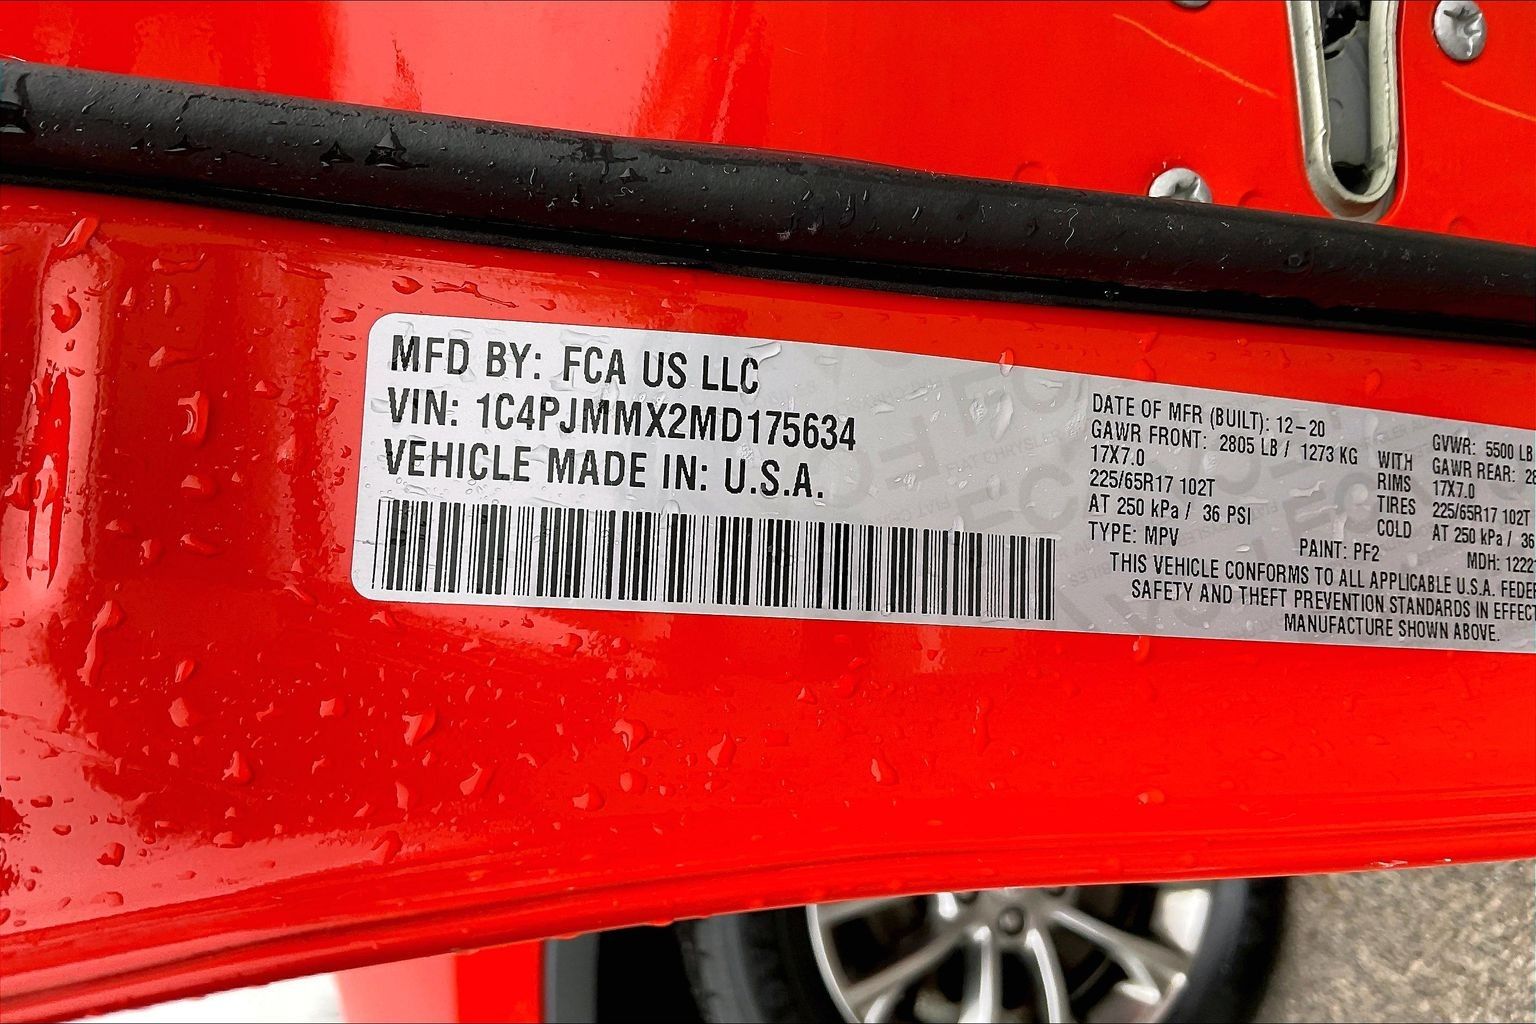 MFD BY: FCA US LLC
VIN: 1C4PJMMX2MD175634
VEHICLE MADE IN: U.S.A.
DATE OF MFR (BUILT): 12-20
GVWR: 5500 LB
GAWR FRONT: 2805 LB / 1273 KG WITH GAWR REAR:
17X7.0 RIMS 17X7.0
225/65R17 102T TIRES 225/65R17 102T
AT 250 kPa / 36 PSI COLD AT 250 kPa / 36
TYPE: MPV PAINT: PF2 MDH:
THIS VEHICLE CONFORMS TO ALL APPLICABLE U.S.A.
SAFETY AND THEFT PREVENTION STANDARDS IN
MANUFACTURE SHOWN ABOVE.